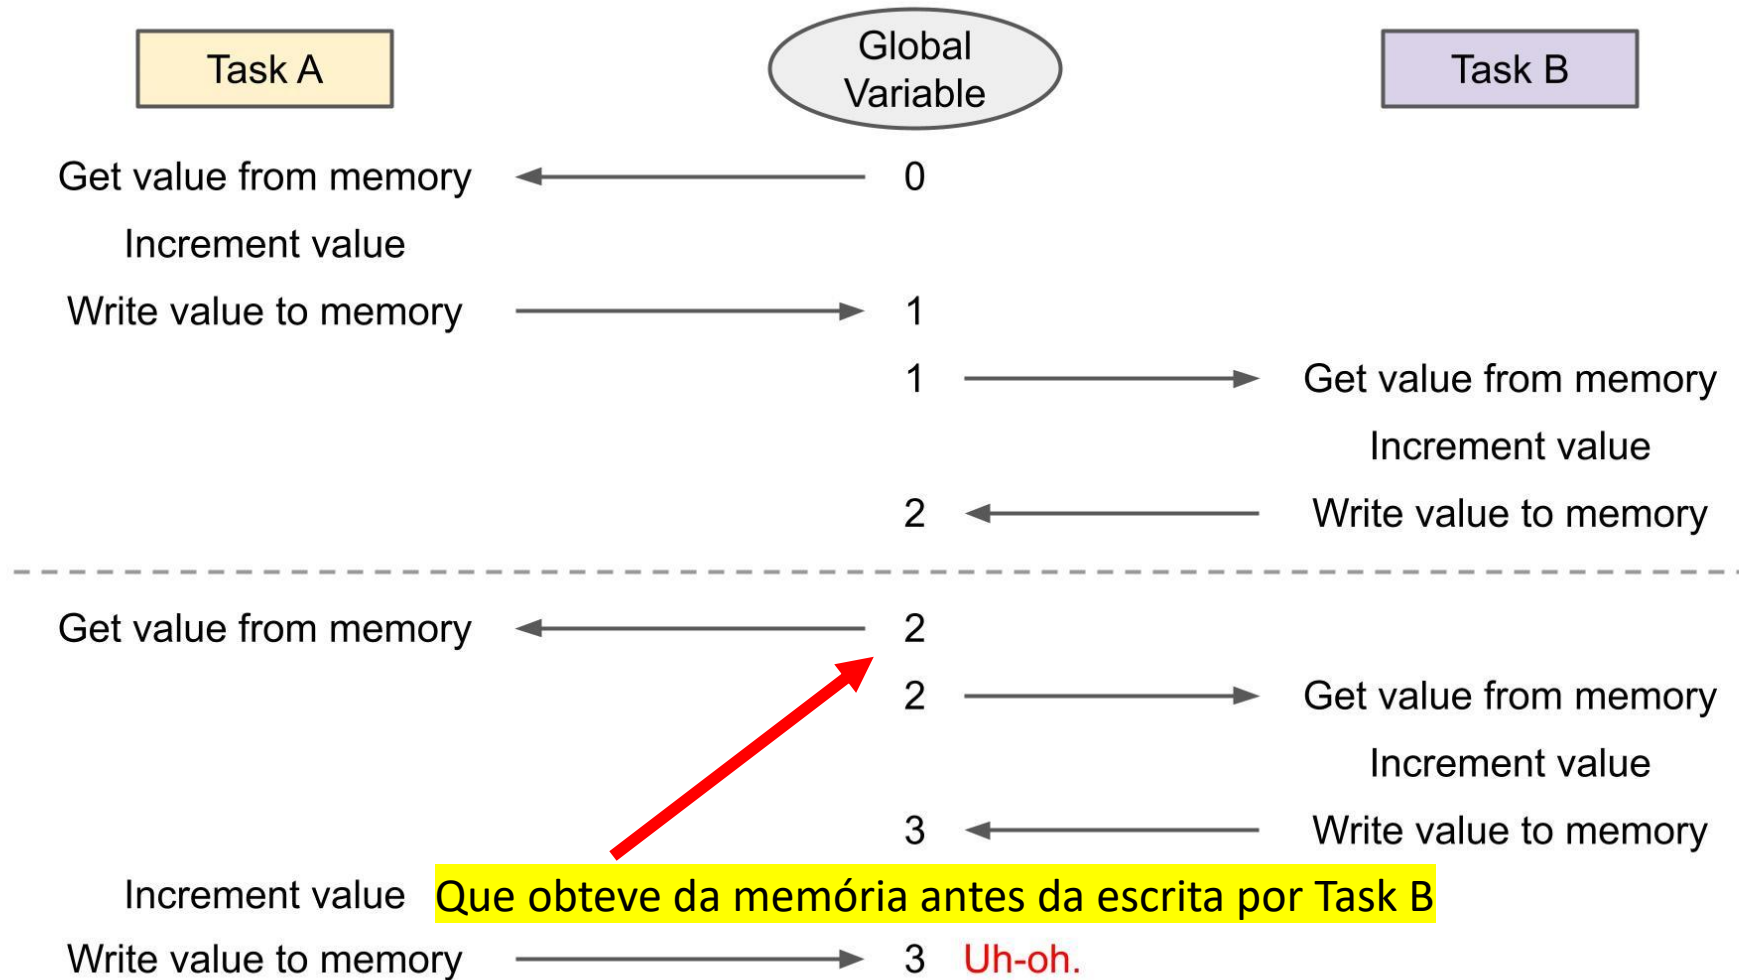 Task A
Global
Variable
Task B
Get value from memory
0
Increment value
Write value to memory
1
1
Get value from memory
Increment value
2
Write value to memory
Get value from memory
2
2
Get value from memory
Increment value
3
Write value to memory
Increment value
Que obteve da memória antes da escrita por Task B
Write value to memory
3
Uh-oh.